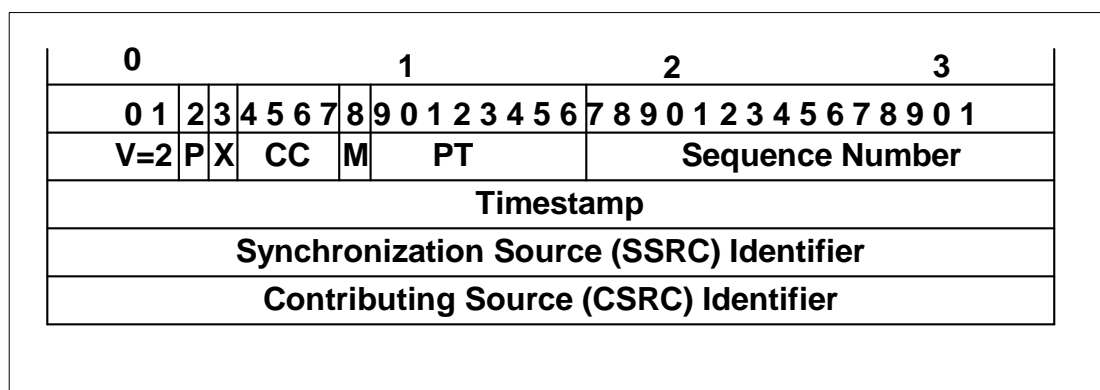 0 1 2 3
0 1 2 3 4 5 6 7 8 9 0 1 2 3 4 5 6 7 8 9 0 1 2 3 4 5 6 7 8 9 0 1
V=2 P X CC M PT Sequence Number
Timestamp
Synchronization Source (SSRC) Identifier
Contributing Source (CSRC) Identifier